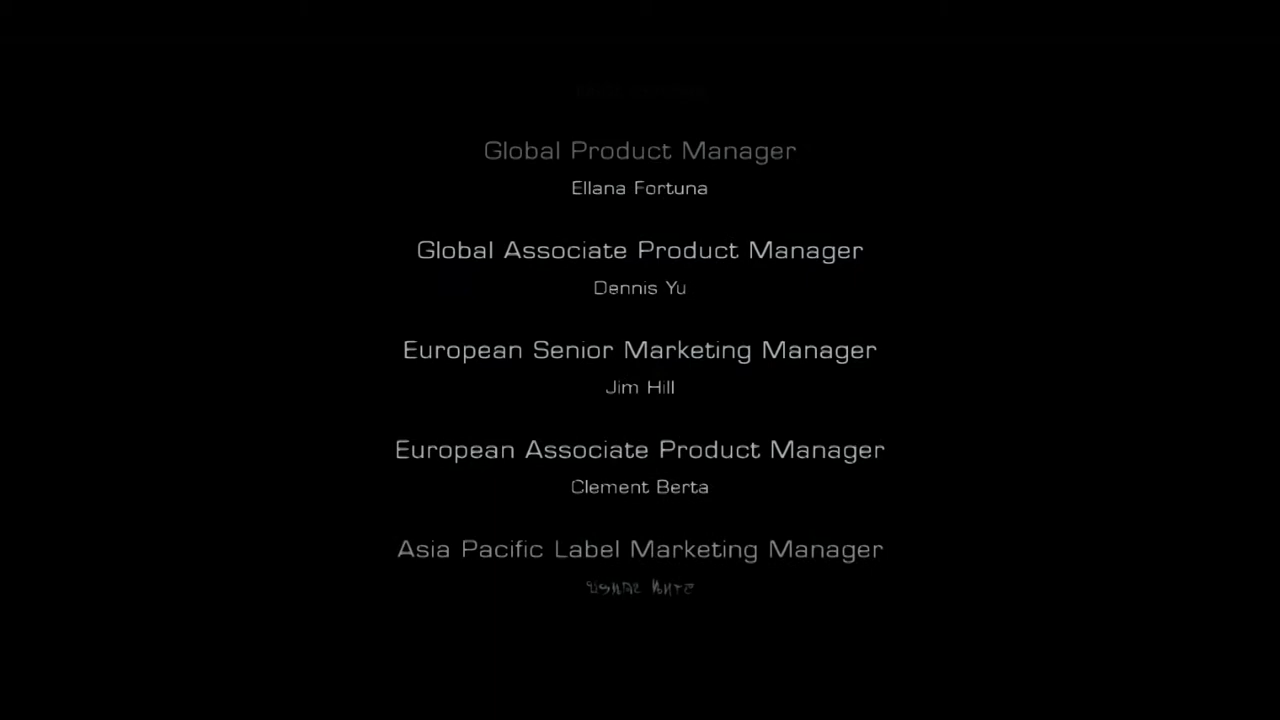 Global Product Manager
Ellana Fortuna
Global Associate Product Manager
Dennis Yu
European Senior Marketing Manager
Jim Hill
European Associate Product Manager
Clement Berta
Asia Pacific Label Marketing Manager